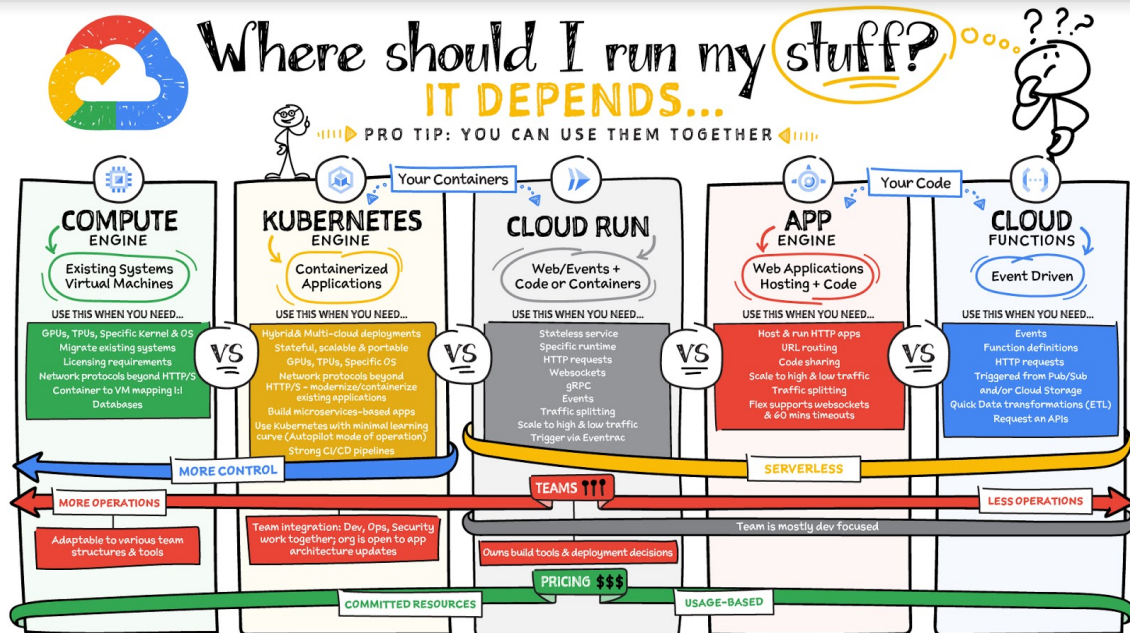 Where should I run my stuff?
? ? ?
IT DEPENDS...
PRO TIP: YOU CAN USE THEM TOGETHER
Your Containers
Your Code
COMPUTE
ENGINE
Existing Systems
Virtual Machines
USE THIS WHEN YOU NEED...
GPUs, TPUs, Specific Kernel & OS
Migrate existing systems
Licensing requirements
Network protocols beyond HTTP/S
Container to VM mapping 1:1
Databases
VS
KUBERNETES
ENGINE
Containerized
Applications
USE THIS WHEN YOU NEED...
Hybrid & Multi-cloud deployments
Stateful, scalable & portable
GPUs, TPUs, Specific OS
Network protocols beyond
HTTP/S - modernize/containerize
existing applications
Build microservices-based apps
Use Kubernetes with minimal learning
curve (Autopilot mode of operation)
Strong CI/CD pipelines
VS
CLOUD RUN
Web/Events +
Code or Containers
USE THIS WHEN YOU NEED...
Stateless service
Specific runtime
HTTP requests
Websockets
gRPC
Events
Traffic splitting
Scale to high & low traffic
Trigger via Eventrac
VS
APP
ENGINE
Web Applications
Hosting + Code
USE THIS WHEN YOU NEED...
Host & run HTTP apps
URL routing
Code sharing
Scale to high & low traffic
Traffic splitting
Flex supports websockets
& 60 mins timeouts
VS
CLOUD
FUNCTIONS
Event Driven
USE THIS WHEN YOU NEED...
Events
Function definitions
HTTP requests
Triggered from Pub/Sub
and/or Cloud Storage
Quick Data transformations (ETL)
Request an APIs
MORE CONTROL
SERVERLESS
TEAMS
MORE OPERATIONS
LESS OPERATIONS
Adaptable to various team
structures & tools
Team integration: Dev, Ops, Security
work together; org is open to app
architecture updates
Team is mostly dev focused
Owns build tools & deployment decisions
PRICING $$$
COMMITTED RESOURCES
USAGE-BASED